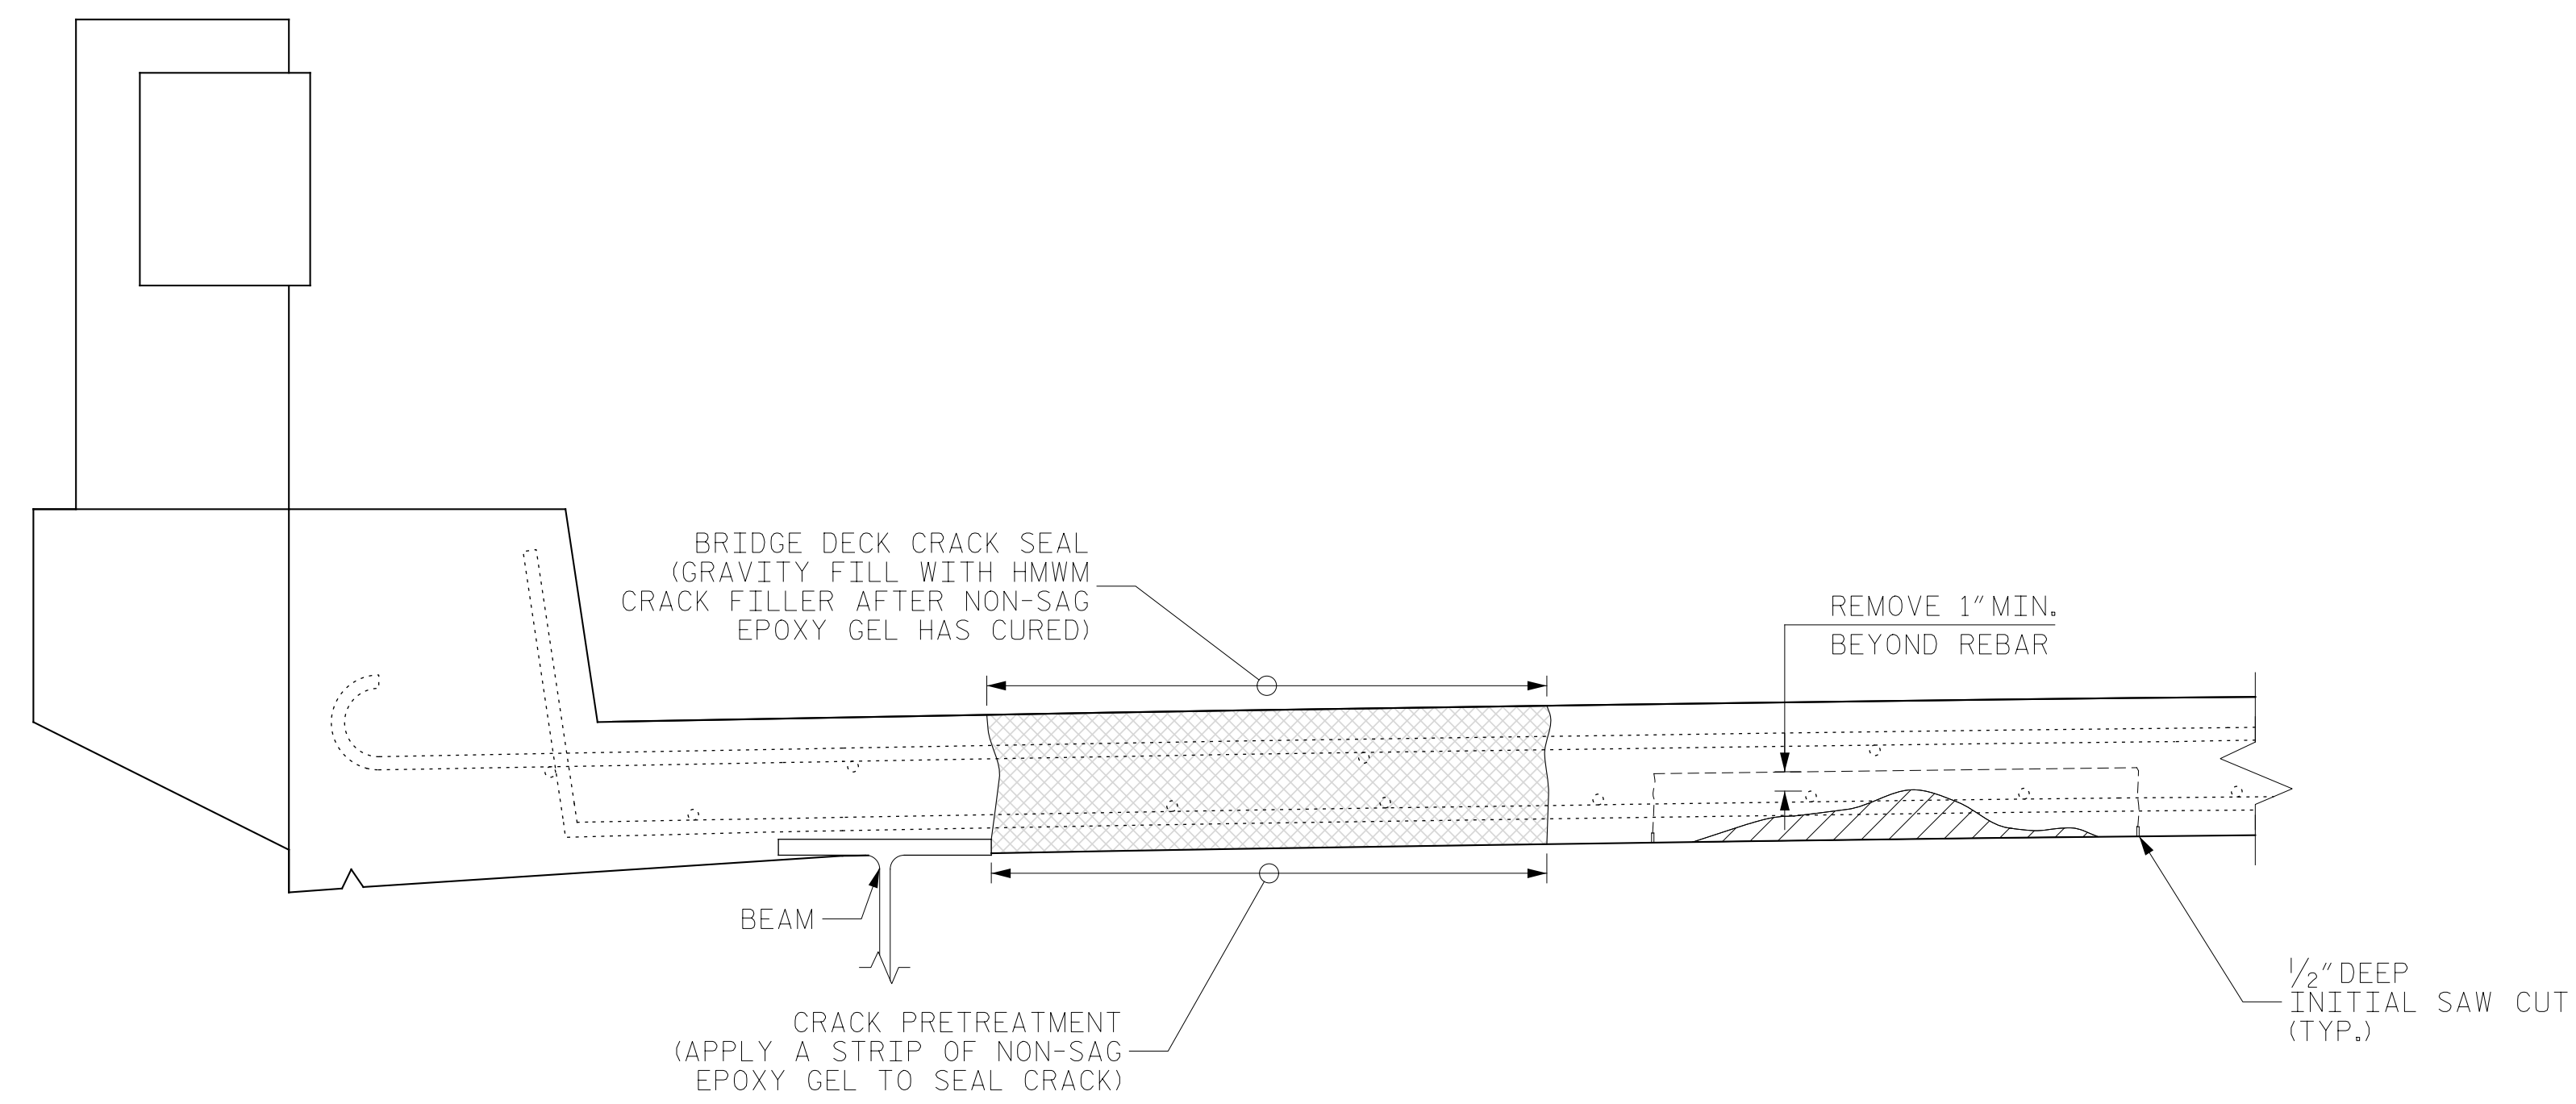 BRIDGE DECK CRACK SEAL
(GRAVITY FILL WITH HMWM
CRACK FILLER AFTER NON-SAG
EPOXY GEL HAS CURED)
REMOVE 1" MIN.
BEYOND REBAR
BEAM
1/2" DEEP
INITIAL SAW CUT
(TYP.)
CRACK PRETREATMENT
(APPLY A STRIP OF NON-SAG
EPOXY GEL TO SEAL CRACK)